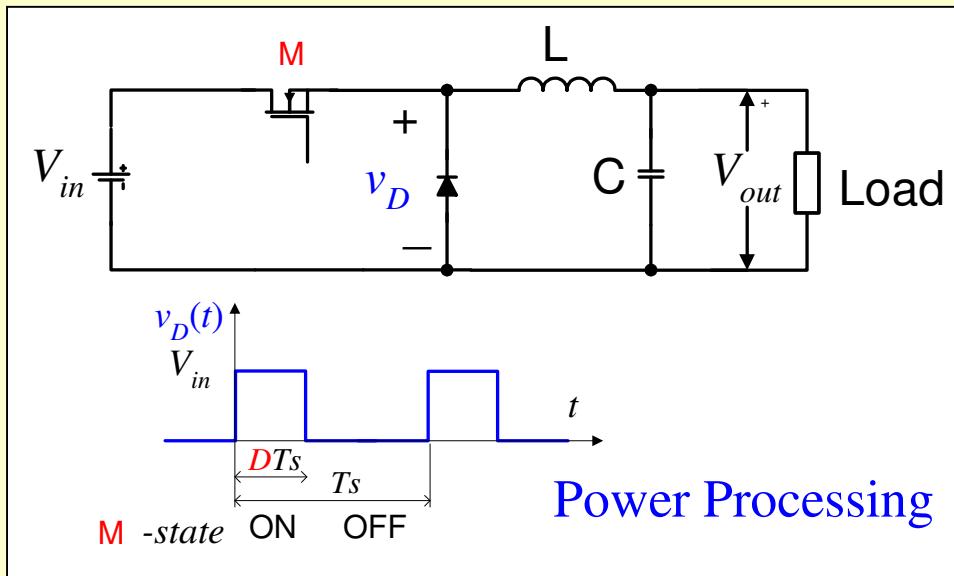 M
L
+
+
V_in
v_D
C
V_out
Load
—
v_D(t)
V_in
t
DTs
Ts
M -state ON OFF
Power Processing